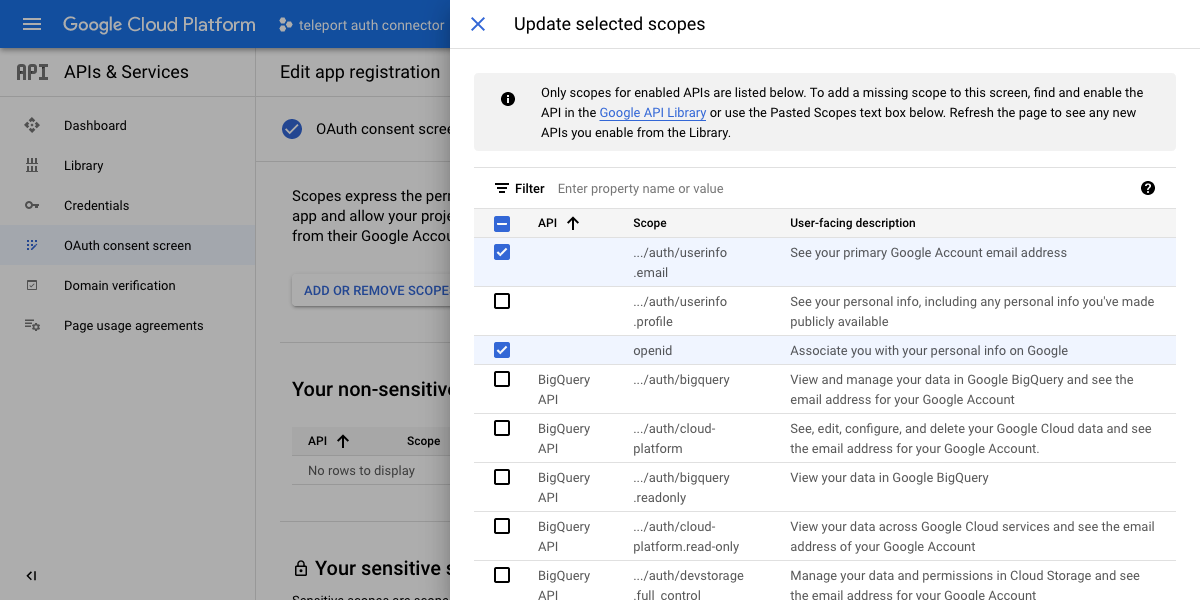 Google Cloud Platform
teleport auth connector
API APIs & Services
Dashboard
Library
Credentials
OAuth consent screen
Domain verification
Page usage agreements
Edit app registration
OAuth consent scree
Scopes express the per
app and allow your proje
from their Google Accou
ADD OR REMOVE SCOPE
Your non-sensitiv
API Scope
No rows to display
Your sensitive s
Sensitive scopes are scope
Update selected scopes
Only scopes for enabled APIs are listed below. To add a missing scope to this screen, find and enable the
API in the Google API Library or use the Pasted Scopes text box below. Refresh the page to see any new
APIs you enable from the Library.
Filter Enter property name or value
API Scope User-facing description
.../auth/userinfo See your primary Google Account email address
.email
.../auth/userinfo See your personal info, including any personal info you've made
.profile publicly available
openid Associate you with your personal info on Google
BigQuery .../auth/bigquery View and manage your data in Google BigQuery and see the
API email address for your Google Account
BigQuery .../auth/cloud- See, edit, configure, and delete your Google Cloud data and see
API platform the email address for your Google Account.
BigQuery .../auth/bigquery View your data in Google BigQuery
API .readonly
BigQuery .../auth/cloud- View your data across Google Cloud services and see the email
API platform.read-only address of your Google Account
BigQuery .../auth/devstorage Manage your data and permissions in Cloud Storage and see
API .full_control the email address for your Google Account